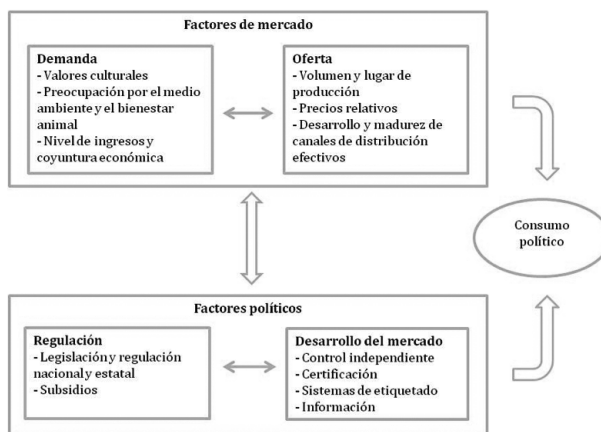 Factores de mercado
Demanda
- Valores culturales
- Preocupación por el medio
ambiente y el bienestar
animal
- Nivel de ingresos y
coyuntura económica
Oferta
- Volumen y lugar de
producción
- Precios relativos
- Desarrollo y madurez de
canales de distribución
efectivos
Consumo
político
Factores políticos
Regulación
- Legislación y regulación
nacional y estatal
- Subsidios
Desarrollo del mercado
- Control independiente
- Certificación
- Sistemas de etiquetado
- Información